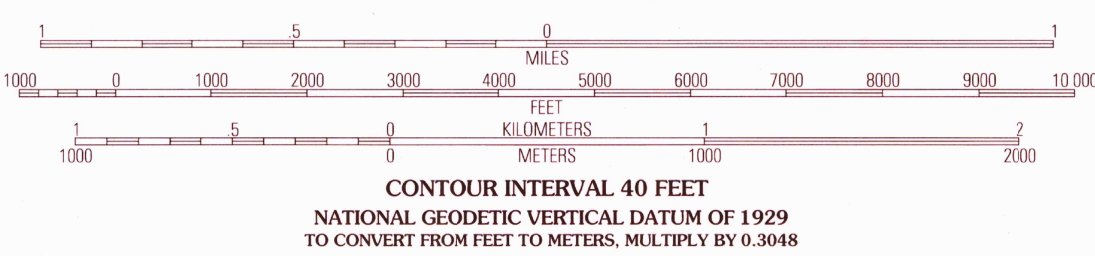 1 .5 0 1
MILES
1000 0 1000 2000 3000 4000 5000 6000 7000 8000 9000 10 000
FEET
1 .5 0 KILOMETERS 1 2
1000 0 METERS 1000 2000
CONTOUR INTERVAL 40 FEET
NATIONAL GEODETIC VERTICAL DATUM OF 1929
TO CONVERT FROM FEET TO METERS, MULTIPLY BY 0.3048